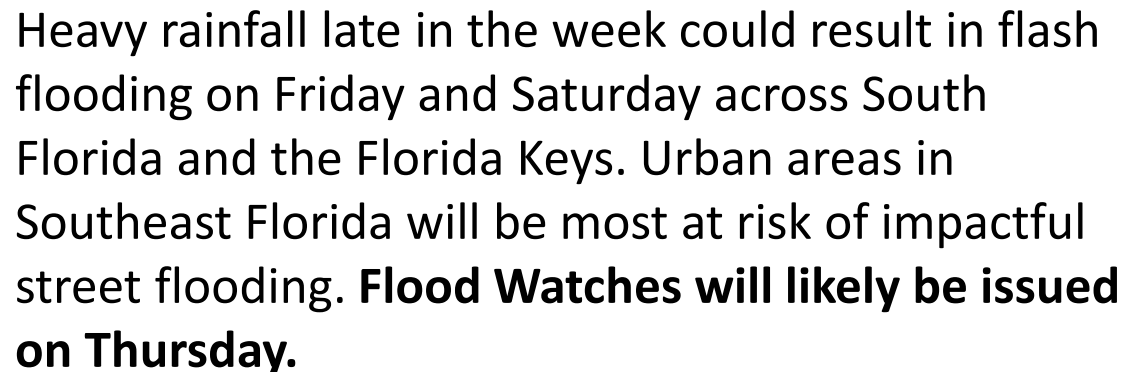 Heavy rainfall late in the week could result in flash
flooding on Friday and Saturday across South
Florida and the Florida Keys. Urban areas in
Southeast Florida will be most at risk of impactful
street flooding. Flood Watches will likely be issued
on Thursday.